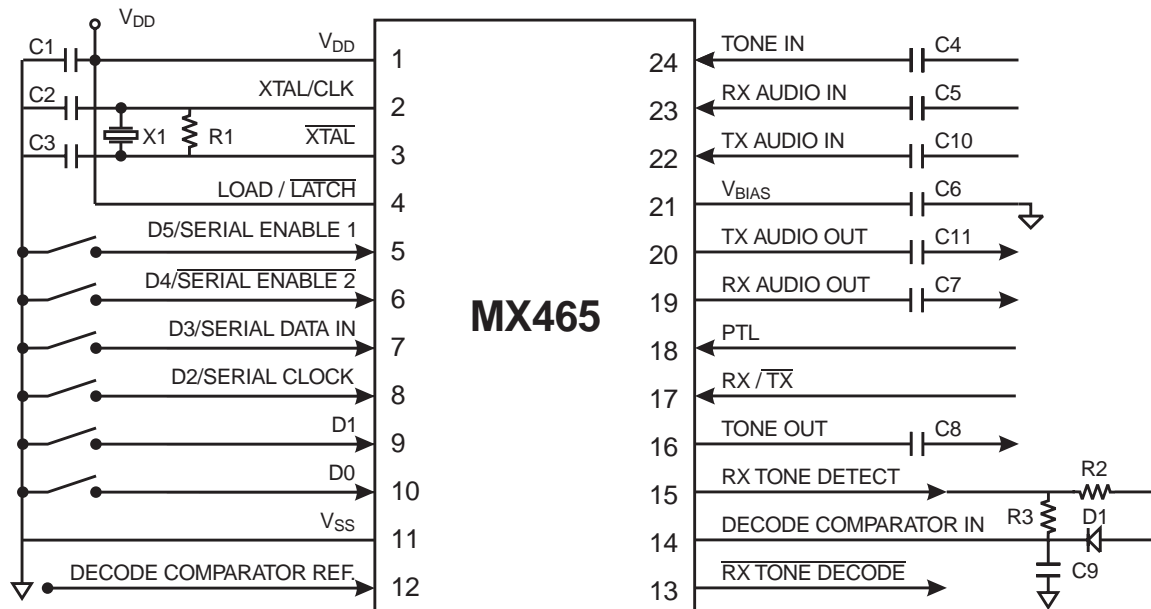 VDD
C1
VDD
1
C2
XTAL/CLK
2
X1
R1
C3
XTAL
3
LOAD / LATCH
4
D5/SERIAL ENABLE 1
5
D4/SERIAL ENABLE 2
6
D3/SERIAL DATA IN
7
D2/SERIAL CLOCK
8
D1
9
D0
10
VSS
11
DECODE COMPARATOR REF.
12
MX465
24
TONE IN
C4
23
RX AUDIO IN
C5
22
TX AUDIO IN
C10
21
VBIAS
C6
20
TX AUDIO OUT
C11
19
RX AUDIO OUT
C7
18
PTL
17
RX / TX
16
TONE OUT
C8
15
RX TONE DETECT
R2
R3
D1
14
DECODE COMPARATOR IN
C9
13
RX TONE DECODE